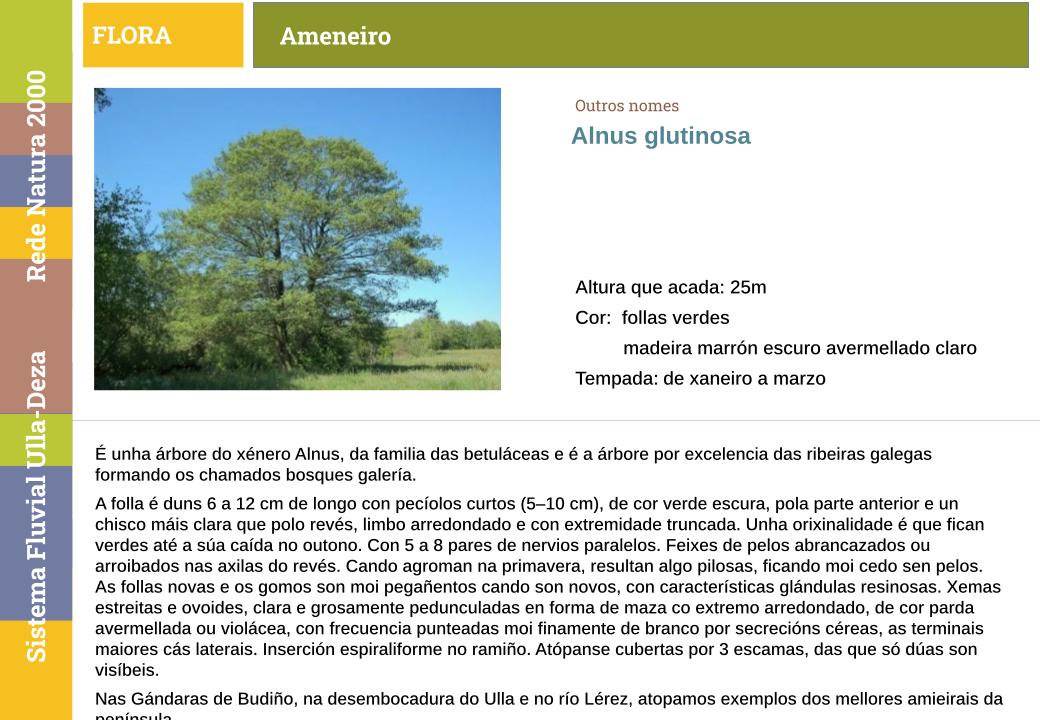 FLORA
Ameneiro
Rede Natura 2000
Sistema Fluvial Ulla-Deza
Outros nomes
Alnus glutinosa
Altura que acada: 25m
Cor: follas verdes
madeira marrón escuro avermellado claro
Tempada: de xaneiro a marzo
É unha árbore do xénero Alnus, da familia das betuláceas e é a árbore por excelencia das ribeiras galegas
formando os chamados bosques galería.
A folla é duns 6 a 12 cm de longo con pecíolos curtos (5–10 cm), de cor verde escura, pola parte anterior e un
chisco máis clara que polo revés, limbo arredondado e con extremidade truncada. Unha orixinalidade é que fican
verdes até a súa caída no outono. Con 5 a 8 pares de nervios paralelos. Feixes de pelos abrancazados ou
arroibados nas axilas do revés. Cando agroman na primavera, resultan algo pilosas, ficando moi cedo sen pelos.
As follas novas e os gomos son moi pegañentos cando son novos, con características glándulas resinosas. Xemas
estreitas e ovoides, clara e grosamente pedunculadas en forma de maza co extremo arredondado, de cor parda
avermellada ou violácea, con frecuencia punteadas moi finamente de branco por secrecións céreas, as terminais
maiores cás laterais. Inserción espiraliforme no ramiño. Atópanse cubertas por 3 escamas, das que só dúas son
visíbeis.
Nas Gándaras de Budiño, na desembocadura do Ulla e no río Lérez, atopamos exemplos dos mellores amieirais da
península.